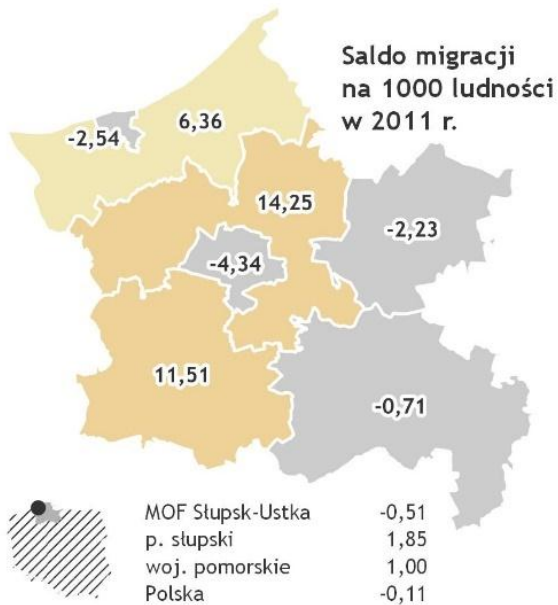 Saldo migracji
na 1000 ludności
w 2011 r.
6,36
-2,54
14,25
-2,23
-4,34
11,51
-0,71
MOF Słupsk-Ustka -0,51
p. słupski 1,85
woj. pomorskie 1,00
Polska -0,11